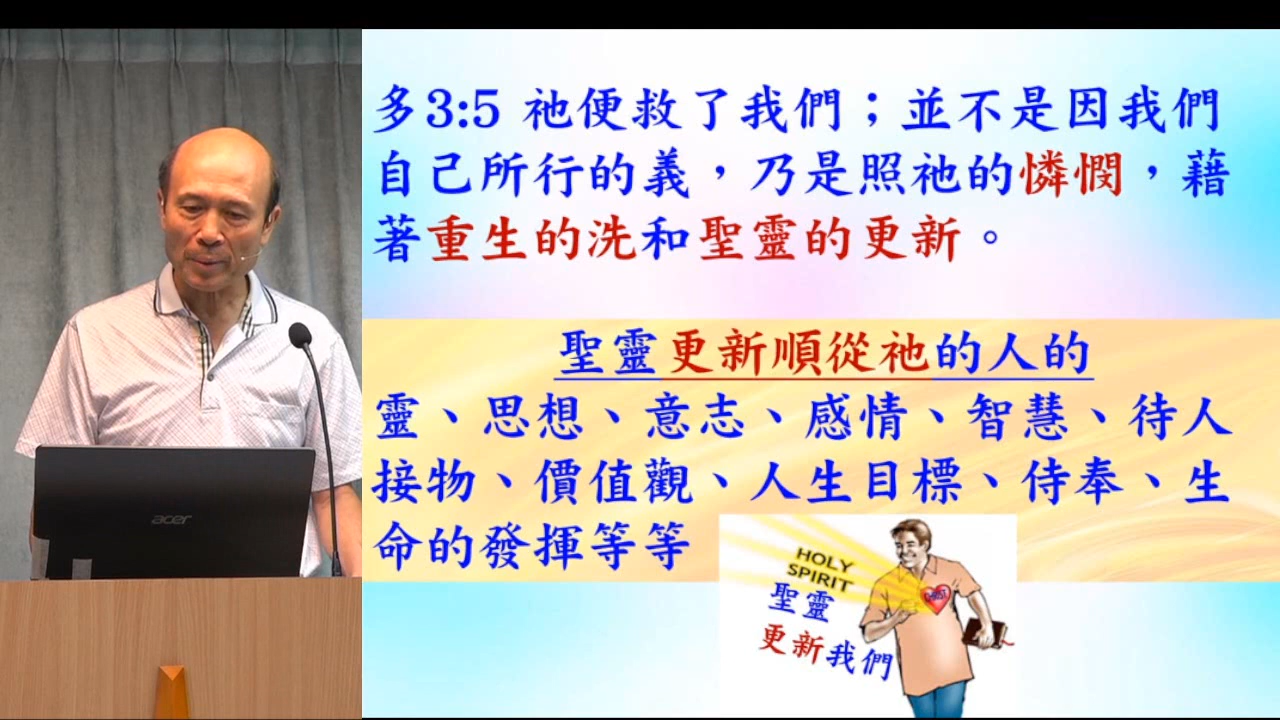 多3:5 祂便救了我們；並不是因我們
自己所行的義，乃是照祂的憐憫，藉
著重生的洗和聖靈的更新。
聖靈更新順從祂的人的
靈、思想、意志、感情、智慧、待人
接物、價值觀、人生目標、侍奉、生
命的發揮等等
HOLY
SPIRIT
CHRIST
聖靈
更新我們
acer